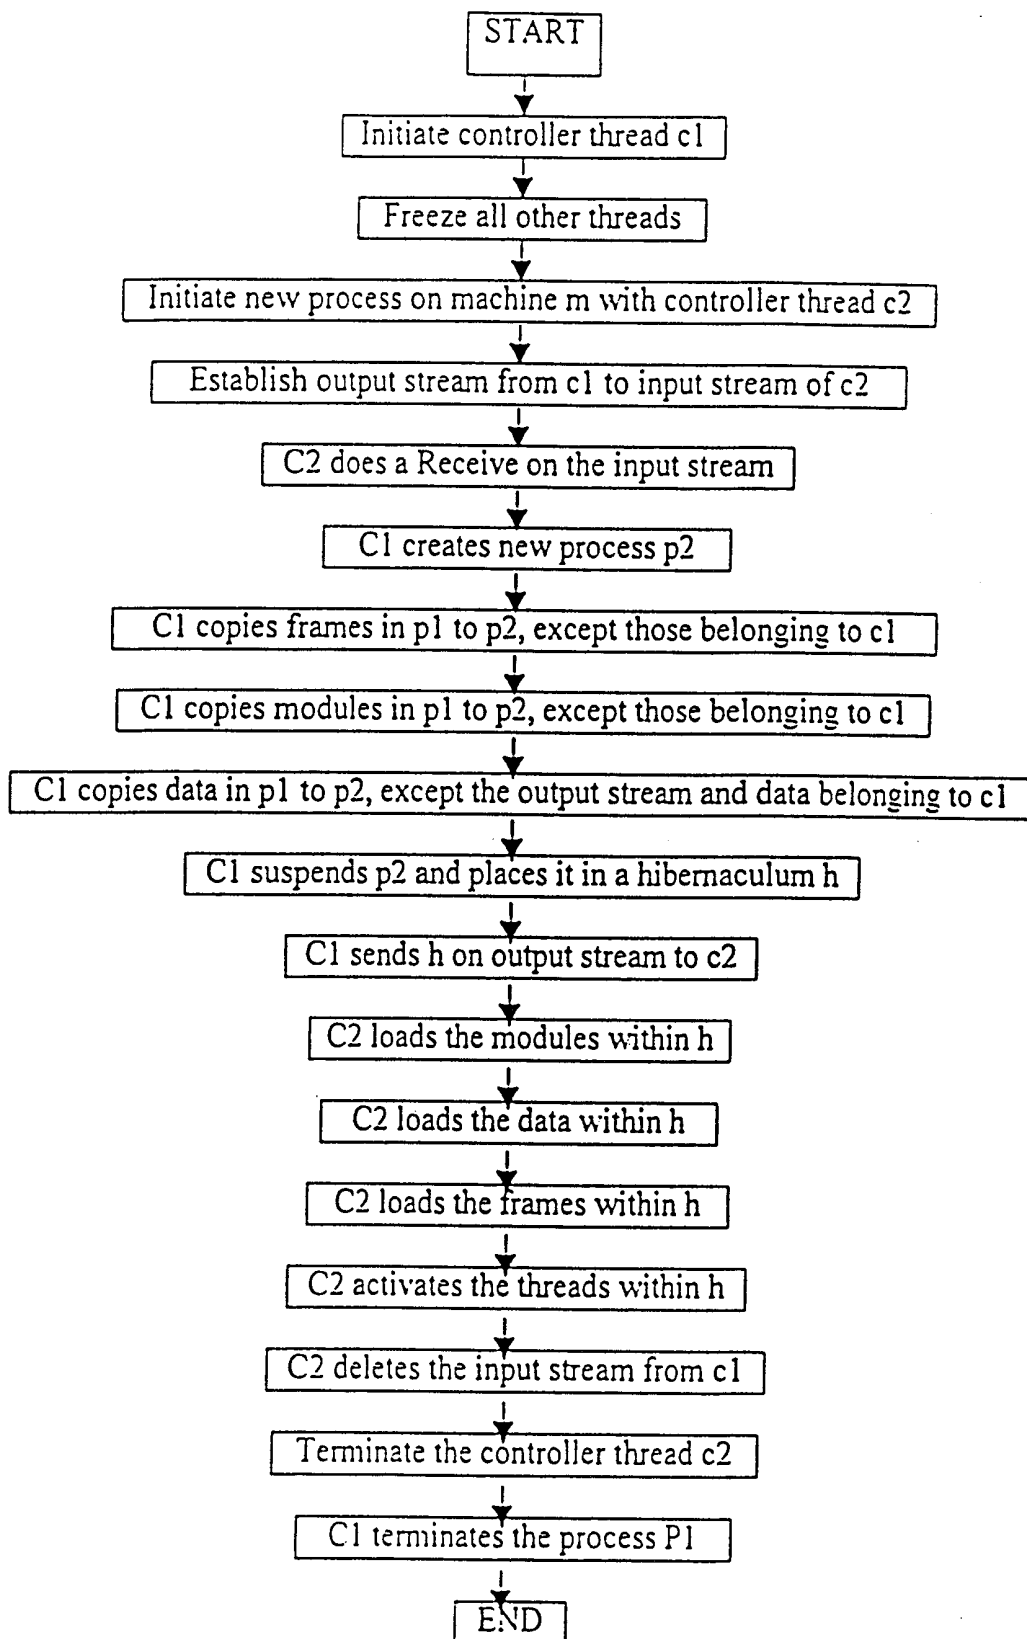 START
Initiate controller thread c1
Freeze all other threads
Initiate new process on machine m with controller thread c2
Establish output stream from c1 to input stream of c2
C2 does a Receive on the input stream
C1 creates new process p2
C1 copies frames in p1 to p2, except those belonging to c1
C1 copies modules in p1 to p2, except those belonging to c1
C1 copies data in p1 to p2, except the output stream and data belonging to c1
C1 suspends p2 and places it in a hibernaculum h
C1 sends h on output stream to c2
C2 loads the modules within h
C2 loads the data within h
C2 loads the frames within h
C2 activates the threads within h
C2 deletes the input stream from c1
Terminate the controller thread c2
C1 terminates the process P1
END